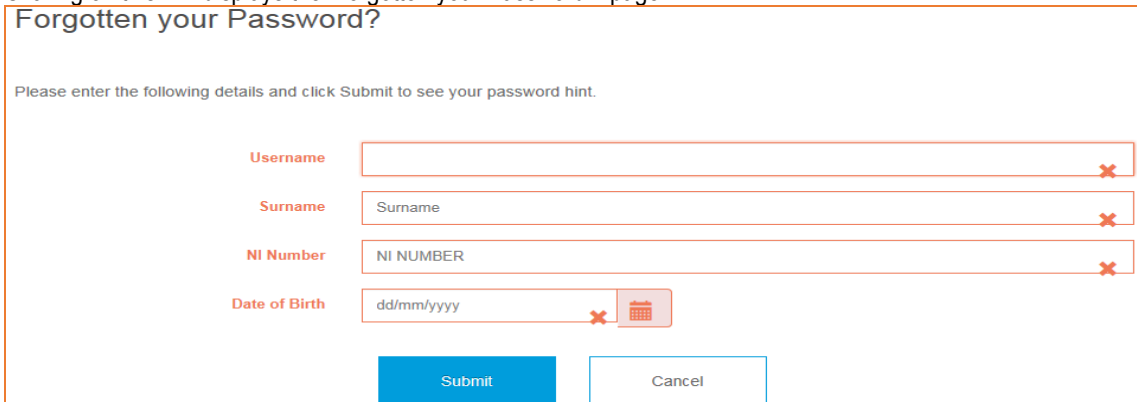 Forgotten your Password?
Please enter the following details and click Submit to see your password hint.
Username
Surname Surname
NI Number NI NUMBER
Date of Birth dd/mm/yyyy
Submit Cancel